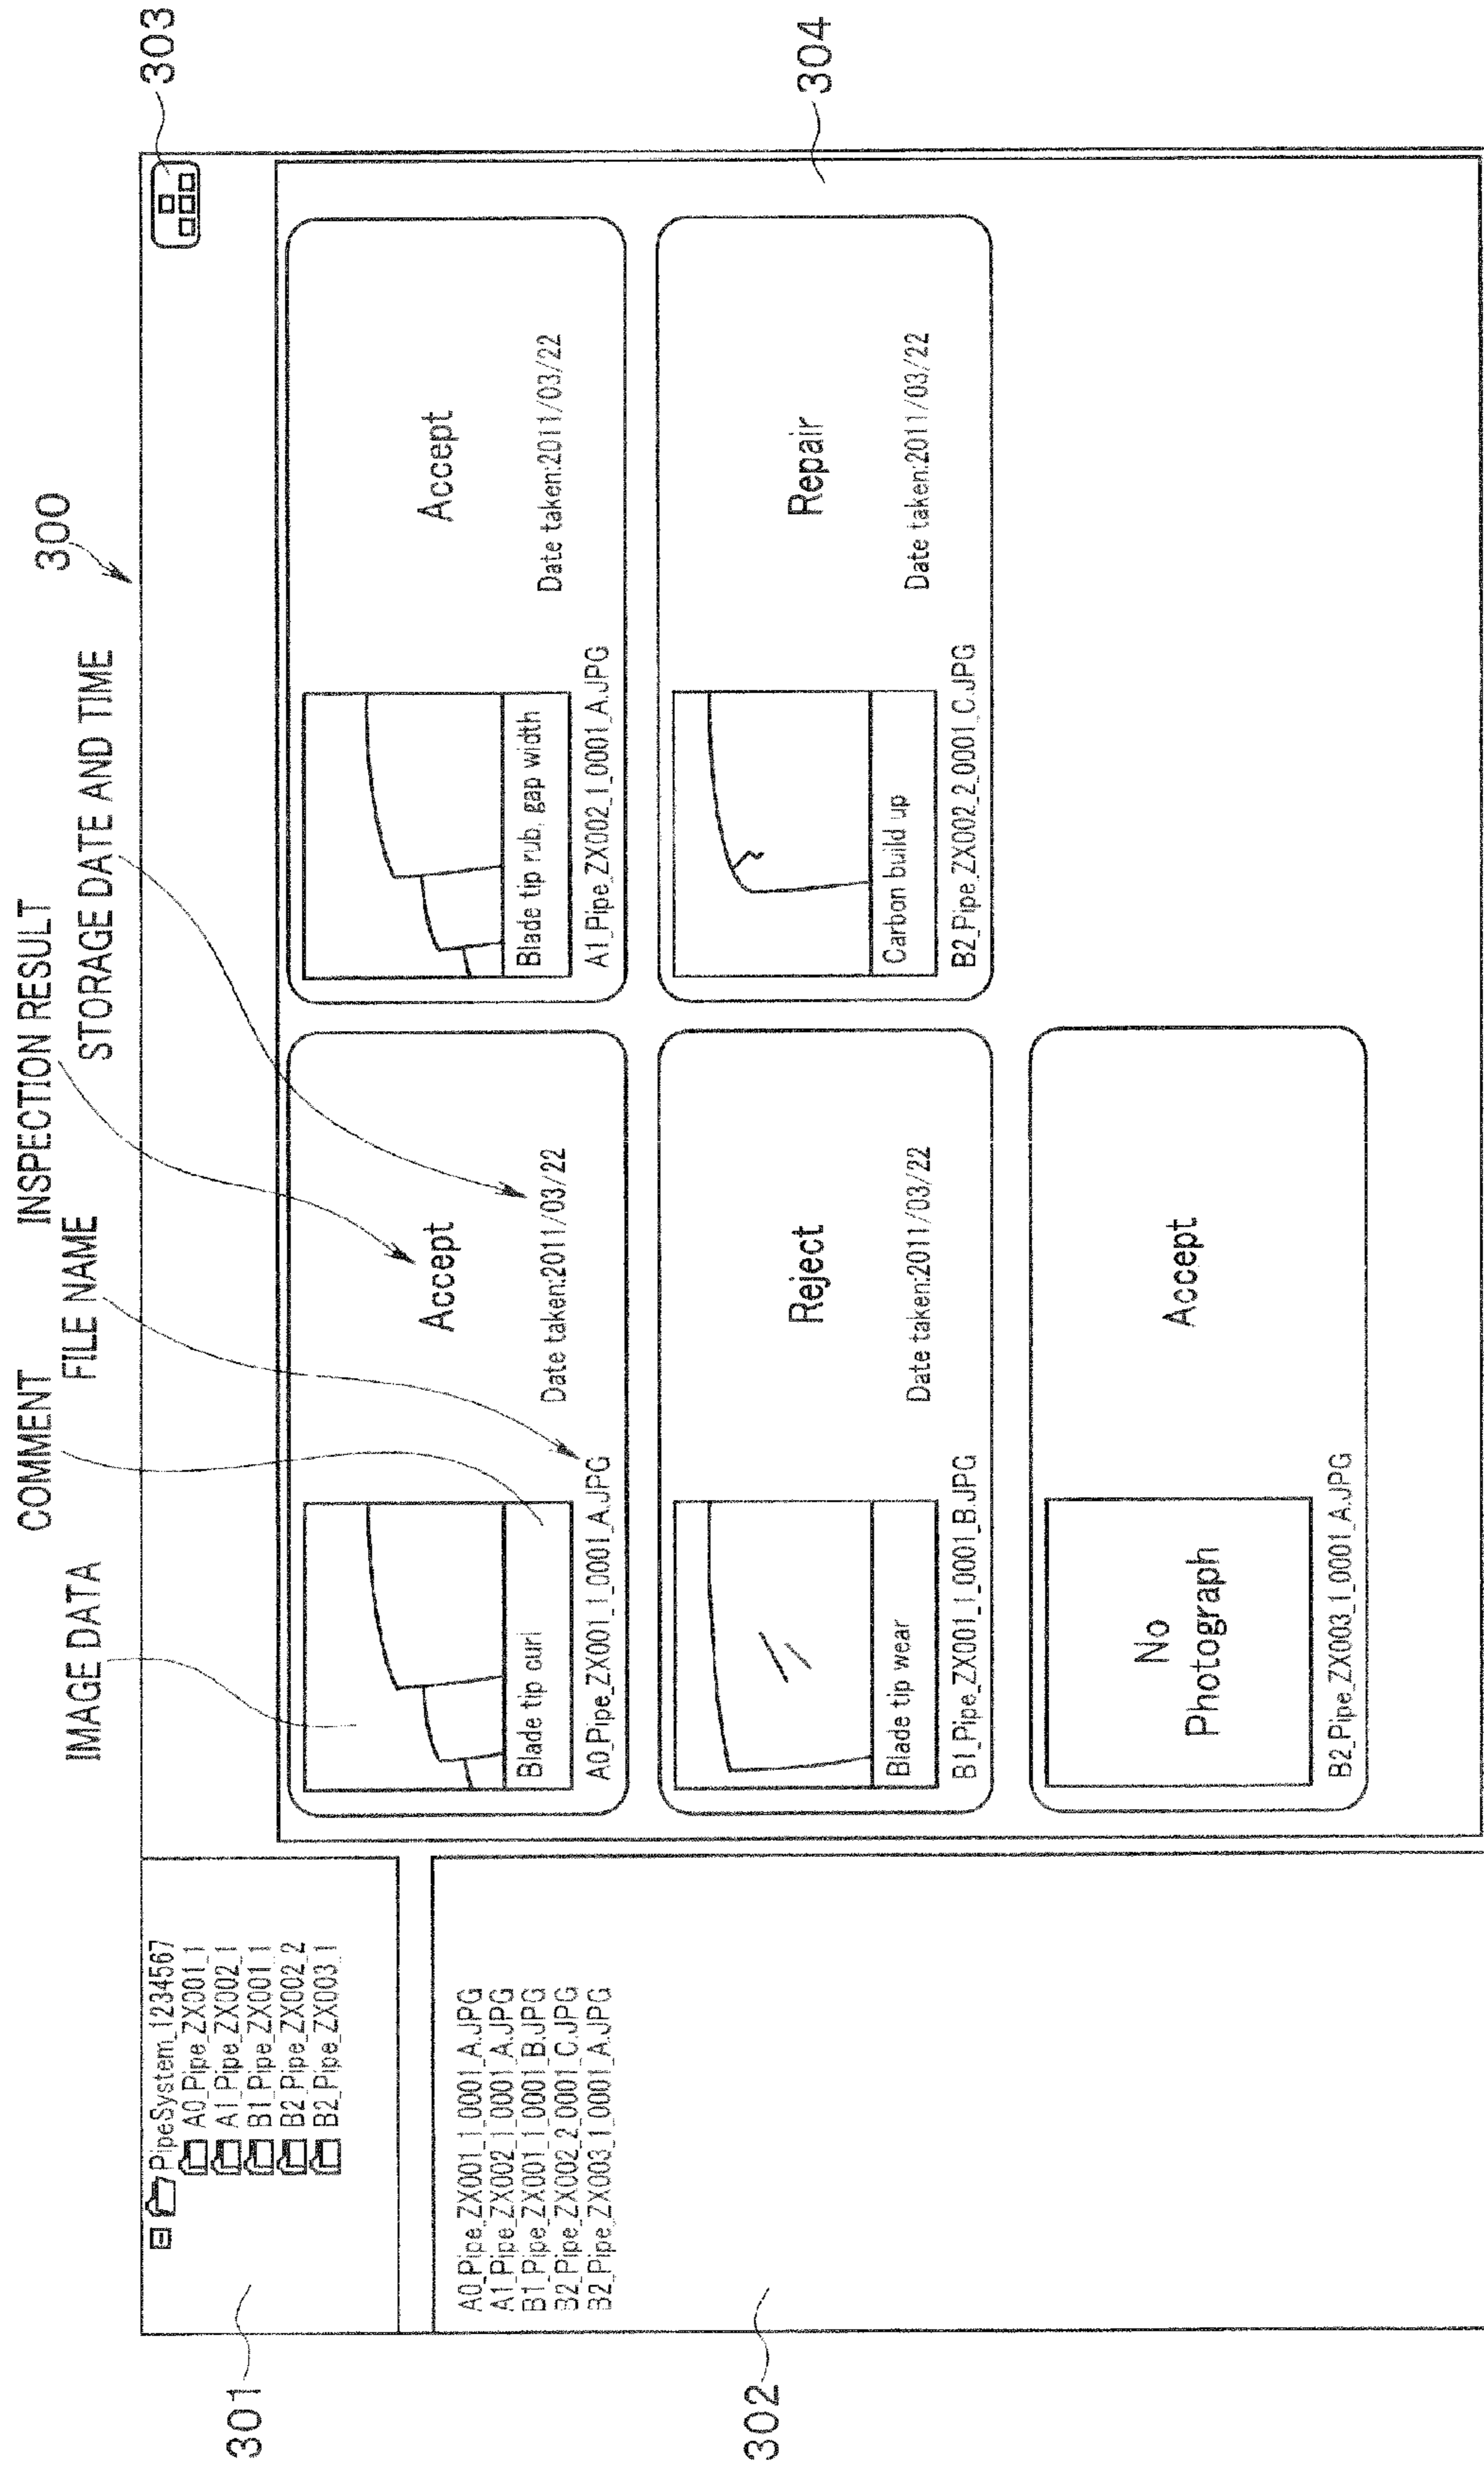 300
303
304
301
302
IMAGE DATA
COMMENT
FILE NAME
INSPECTION RESULT
STORAGE DATE AND TIME
PipeSystem_1234567
A0_Pipe_ZX001_1
A1_Pipe_ZX002_1
B1_Pipe_ZX001_1
B2_Pipe_ZX002_2
B2_Pipe_ZX003_1
A0_Pipe_ZX001_1_0001_A.JPG
A1_Pipe_ZX002_1_0001_A.JPG
B1_Pipe_ZX001_1_0001_B.JPG
B2_Pipe_ZX002_2_0001_C.JPG
B2_Pipe_ZX003_1_0001_A.JPG
Blade tip curl
Accept
Date taken:2011/03/22
A0_Pipe_ZX001_1_0001_A.JPG
Blade tip rub, gap width
Accept
Date taken:2011/03/22
A1_Pipe_ZX002_1_0001_A.JPG
Blade tip wear
Reject
Date taken:2011/03/22
B1_Pipe_ZX001_1_0001_B.JPG
Carbon build up
Repair
Date taken:2011/03/22
B2_Pipe_ZX002_2_0001_C.JPG
No
Photograph
Accept
B2_Pipe_ZX003_1_0001_A.JPG